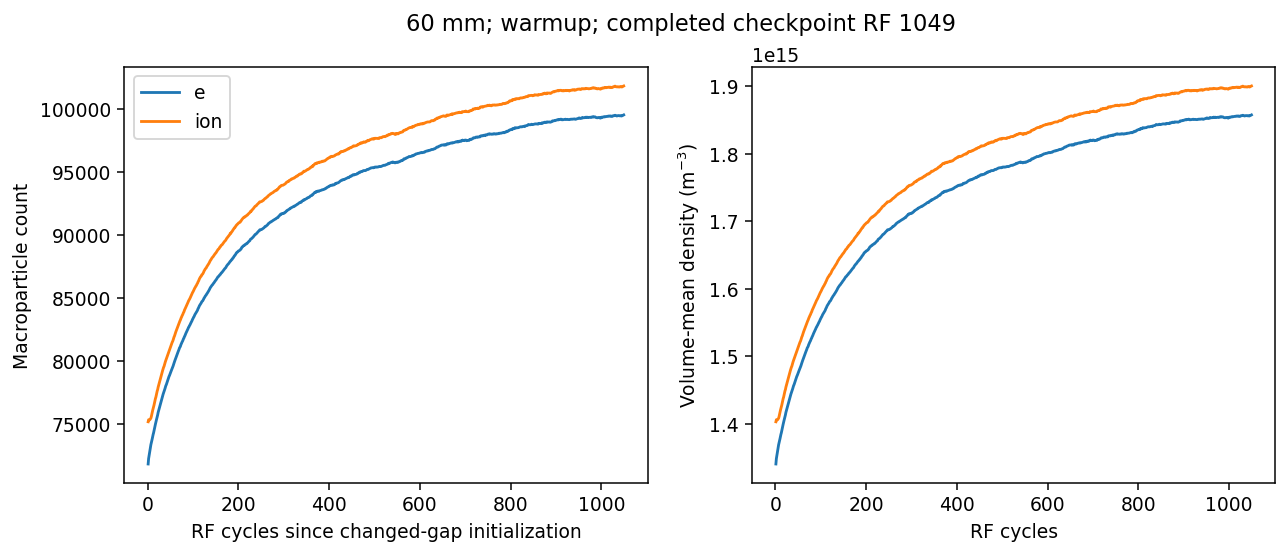 60 mm; warmup; completed checkpoint RF 1049
e
ion
Macroparticle count
100000
95000
90000
85000
80000
75000
0 200 400 600 800 1000
RF cycles since changed-gap initialization
1e15
Volume-mean density (m⁻³)
1.9
1.8
1.7
1.6
1.5
1.4
0 200 400 600 800 1000
RF cycles